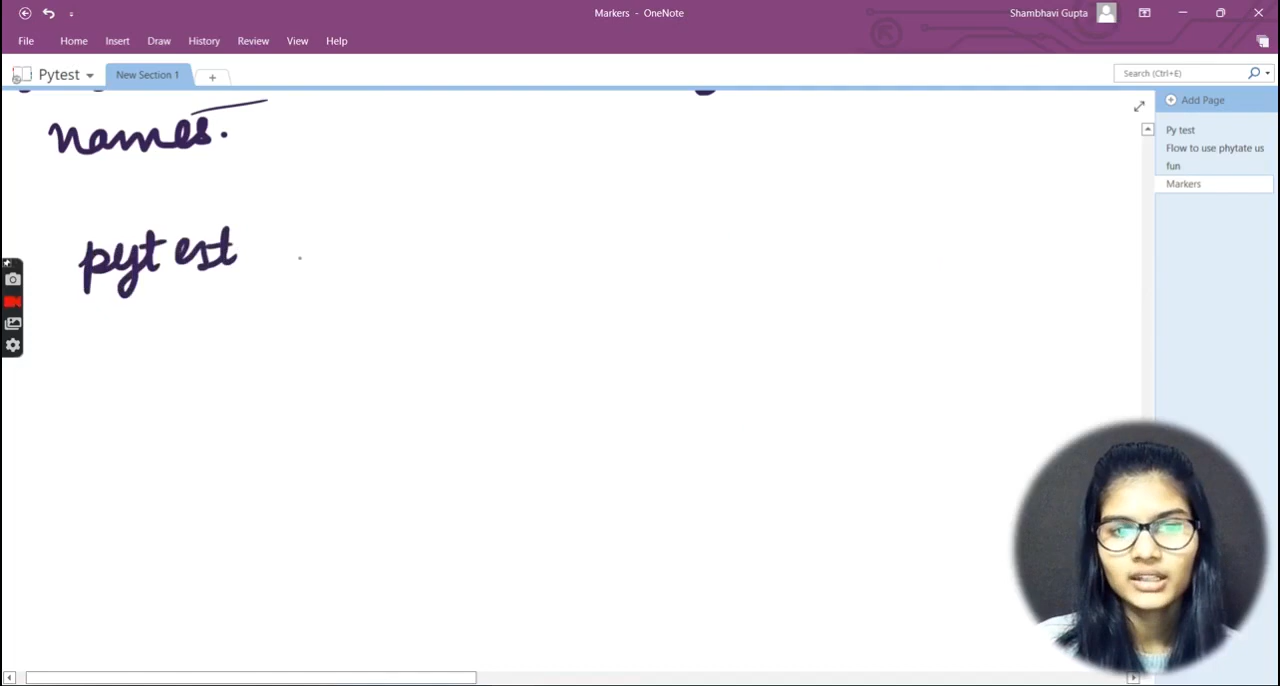 Markers - OneNote
Shambhavi Gupta
File Home Insert Draw History Review View Help
Pytest New Section 1 +
Search (Ctrl+E)
Add Page
names.
Py test
Flow to use phytate us
fun
Markers
pytest